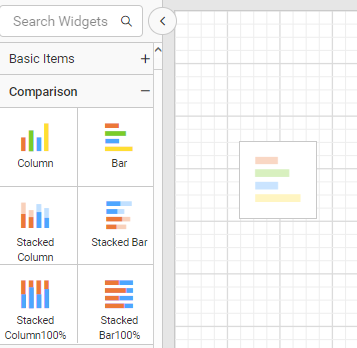 Search Widgets
Basic Items
Comparison
Column
Bar
Stacked
Column
Stacked Bar
Stacked
Column100%
Stacked
Bar100%